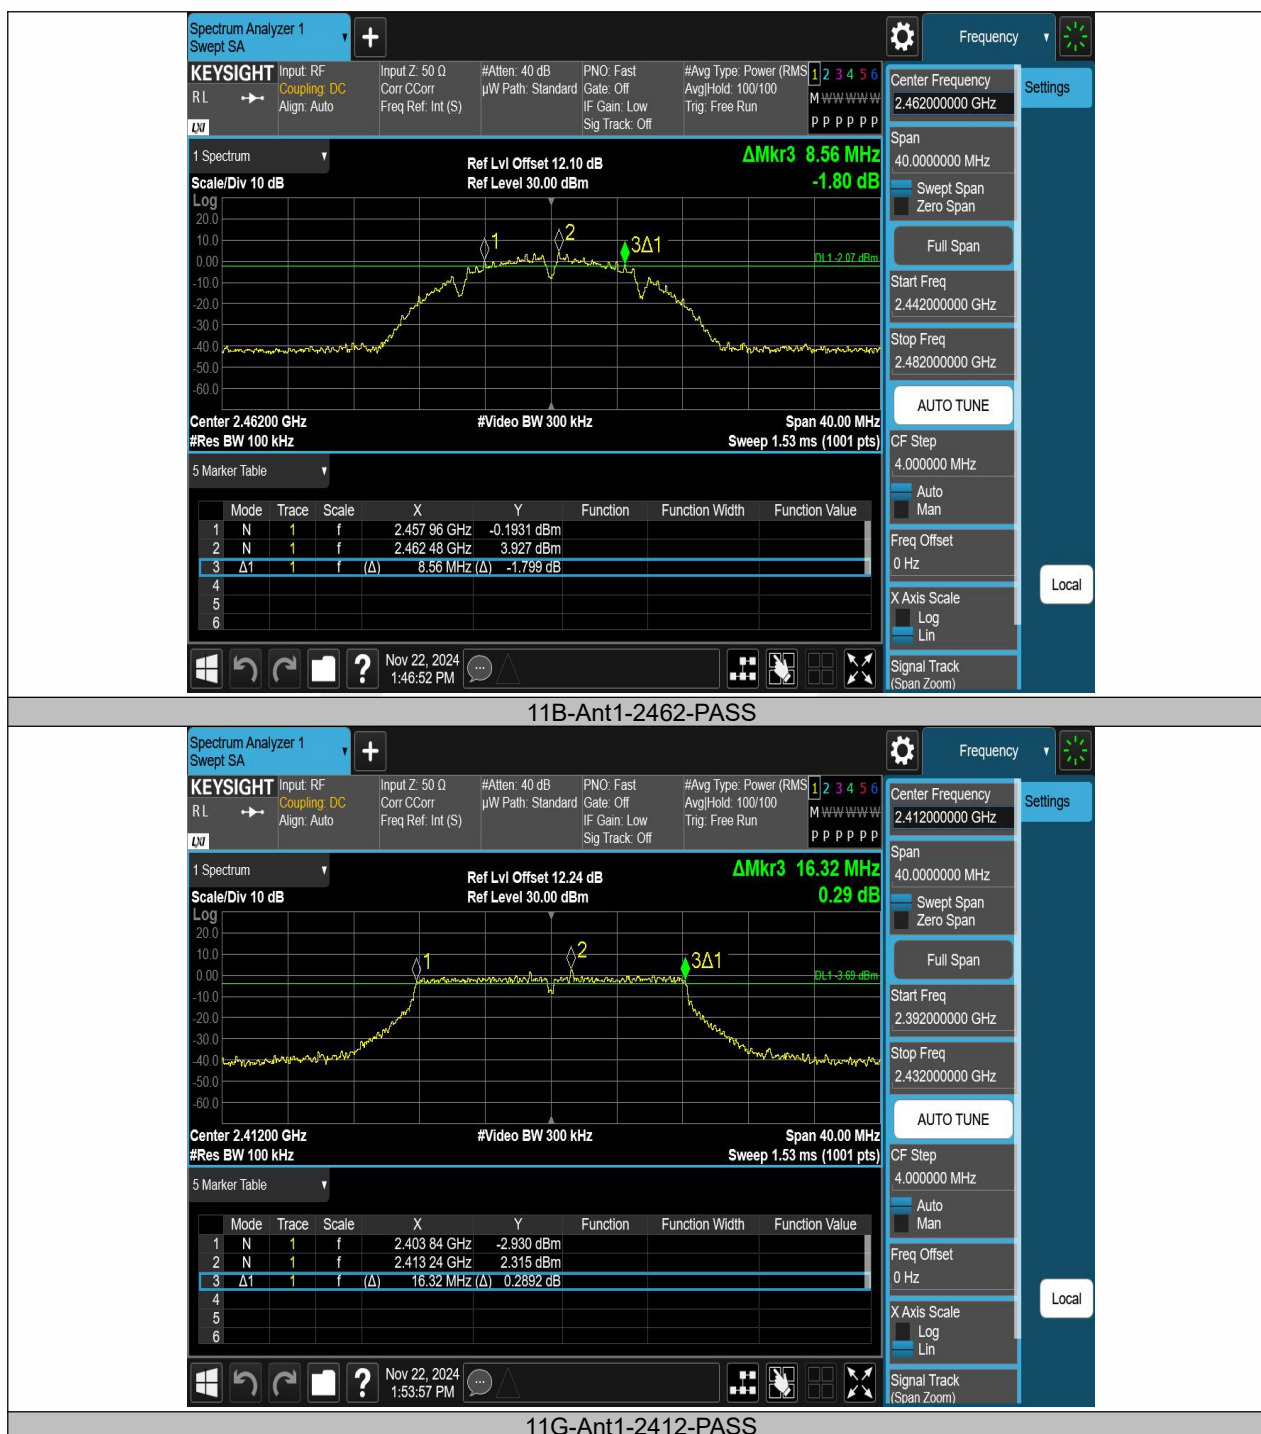 Spectrum Analyzer 1
Swept SA
+
Frequency
KEYSIGHT
RL
LXI
Input: RF
Coupling: DC
Align: Auto
Input Z: 50 Ω
Corr CCorr
Freq Ref: Int (S)
#Atten: 40 dB
µW Path: Standard
PNO: Fast
Gate: Off
IF Gain: Low
Sig Track: Off
#Avg Type: Power (RMS
Avg|Hold: 100/100
Trig: Free Run
1 2 3 4 5 6
M W W W W W
P P P P P P
Center Frequency
2.462000000 GHz
Settings
Span
40.0000000 MHz
Swept Span
Zero Span
Full Span
Start Freq
2.442000000 GHz
Stop Freq
2.482000000 GHz
AUTO TUNE
CF Step
4.000000 MHz
Auto
Man
Freq Offset
0 Hz
X Axis Scale
Log
Lin
Signal Track
(Span Zoom)
Local
1 Spectrum
Scale/Div 10 dB
Ref Lvl Offset 12.10 dB
Ref Level 30.00 dBm
ΔMkr3 8.56 MHz
-1.80 dB
Log
20.0
10.0
0.00
-10.0
-20.0
-30.0
-40.0
-50.0
-60.0
1
2
3Δ1
DL1 -2.07 dBm
Center 2.46200 GHz
#Video BW 300 kHz
Span 40.00 MHz
#Res BW 100 kHz
Sweep 1.53 ms (1001 pts)
5 Marker Table
Mode Trace Scale X Y Function Function Width Function Value
1 N 1 f 2.457 96 GHz -0.1931 dBm
2 N 1 f 2.462 48 GHz 3.927 dBm
3 Δ1 1 f (Δ) 8.56 MHz (Δ) -1.799 dB
4
5
6
?
Nov 22, 2024
1:46:52 PM
11B-Ant1-2462-PASS
Spectrum Analyzer 1
Swept SA
+
Frequency
KEYSIGHT
RL
LXI
Input: RF
Coupling: DC
Align: Auto
Input Z: 50 Ω
Corr CCorr
Freq Ref: Int (S)
#Atten: 40 dB
µW Path: Standard
PNO: Fast
Gate: Off
IF Gain: Low
Sig Track: Off
#Avg Type: Power (RMS
Avg|Hold: 100/100
Trig: Free Run
1 2 3 4 5 6
M W W W W W
P P P P P P
Center Frequency
2.412000000 GHz
Settings
Span
40.0000000 MHz
Swept Span
Zero Span
Full Span
Start Freq
2.392000000 GHz
Stop Freq
2.432000000 GHz
AUTO TUNE
CF Step
4.000000 MHz
Auto
Man
Freq Offset
0 Hz
X Axis Scale
Log
Lin
Signal Track
(Span Zoom)
Local
1 Spectrum
Scale/Div 10 dB
Ref Lvl Offset 12.24 dB
Ref Level 30.00 dBm
ΔMkr3 16.32 MHz
0.29 dB
Log
20.0
10.0
0.00
-10.0
-20.0
-30.0
-40.0
-50.0
-60.0
1
2
3Δ1
DL1 -3.69 dBm
Center 2.41200 GHz
#Video BW 300 kHz
Span 40.00 MHz
#Res BW 100 kHz
Sweep 1.53 ms (1001 pts)
5 Marker Table
Mode Trace Scale X Y Function Function Width Function Value
1 N 1 f 2.403 84 GHz -2.930 dBm
2 N 1 f 2.413 24 GHz 2.315 dBm
3 Δ1 1 f (Δ) 16.32 MHz (Δ) 0.2892 dB
4
5
6
?
Nov 22, 2024
1:53:57 PM
11G-Ant1-2412-PASS